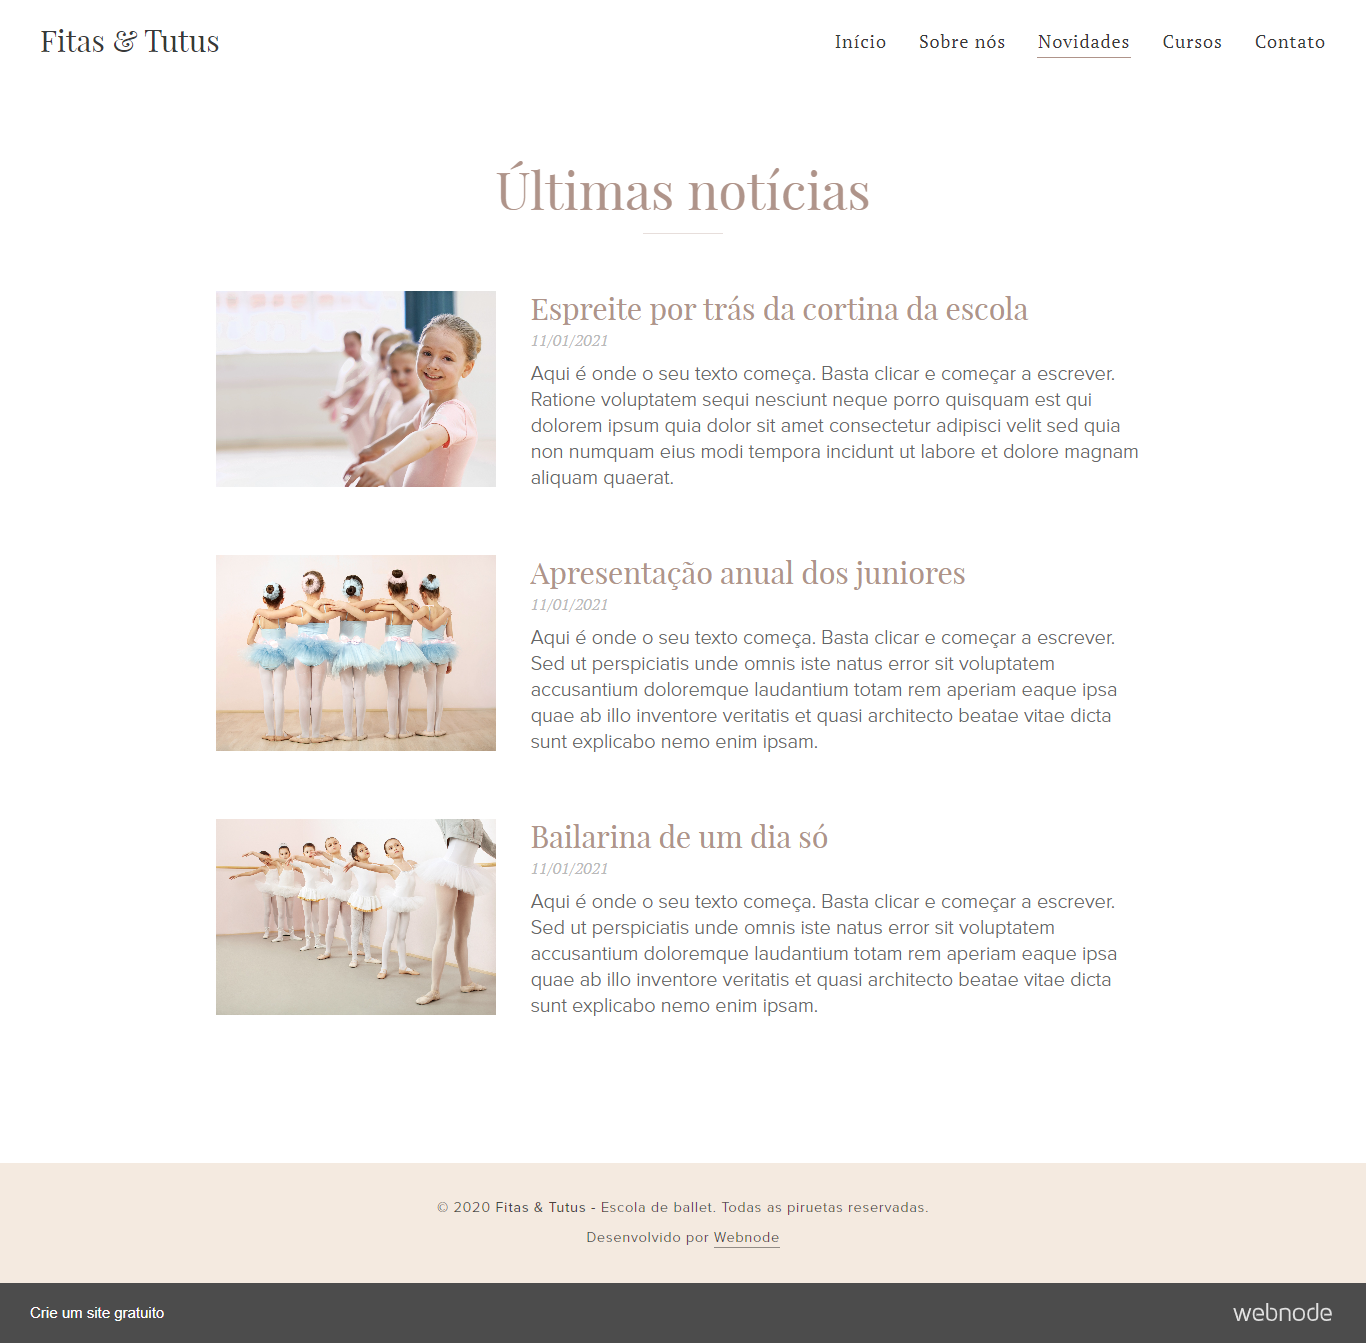 Fitas & Tutus
Início Sobre nós Novidades Cursos Contato
Últimas notícias
Espreite por trás da cortina da escola
11/01/2021
Aqui é onde o seu texto começa. Basta clicar e começar a escrever.
Ratione voluptatem sequi nesciunt neque porro quisquam est qui
dolorem ipsum quia dolor sit amet consectetur adipisci velit sed quia
non numquam eius modi tempora incidunt ut labore et dolore magnam
aliquam quaerat.
Apresentação anual dos juniores
11/01/2021
Aqui é onde o seu texto começa. Basta clicar e começar a escrever.
Sed ut perspiciatis unde omnis iste natus error sit voluptatem
accusantium doloremque laudantium totam rem aperiam eaque ipsa
quae ab illo inventore veritatis et quasi architecto beatae vitae dicta
sunt explicabo nemo enim ipsam.
Bailarina de um dia só
11/01/2021
Aqui é onde o seu texto começa. Basta clicar e começar a escrever.
Sed ut perspiciatis unde omnis iste natus error sit voluptatem
accusantium doloremque laudantium totam rem aperiam eaque ipsa
quae ab illo inventore veritatis et quasi architecto beatae vitae dicta
sunt explicabo nemo enim ipsam.
© 2020 Fitas & Tutus - Escola de ballet. Todas as piruetas reservadas.
Desenvolvido por Webnode
Crie um site gratuito
webnode